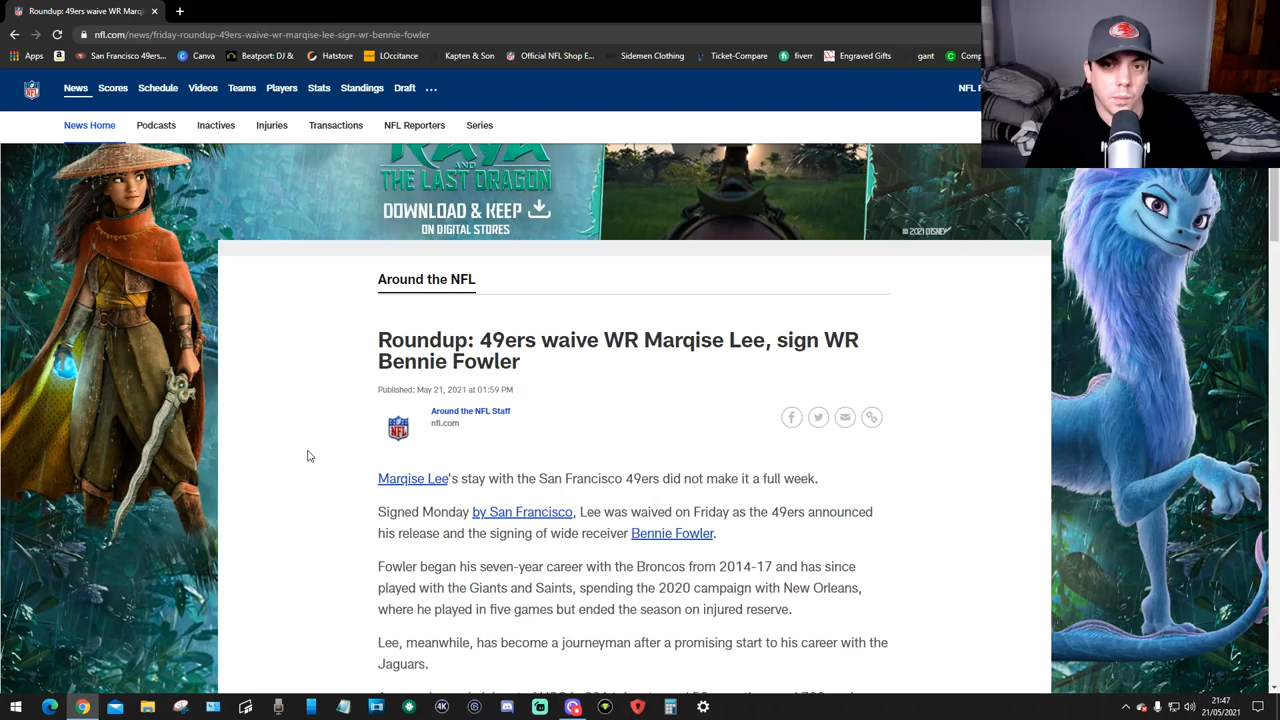 Roundup: 49ers waive WR Marq
nfl.com/news/friday-roundup-49ers-waive-wr-marqise-lee-sign-wr-bennie-fowler
Apps San Francisco 49ers... Canva Beatport: DJ & ... Hatstore LOccitance Kapten & Son Official NFL Shop E... Sidemen Clothing Ticket-Compare fiverr Engraved Gifts gant Comp
News Scores Schedule Videos Teams Players Stats Standings Draft ... NFL
News Home Podcasts Inactives Injuries Transactions NFL Reporters Series
RAYA
AND
THE LAST DRAGON
DOWNLOAD & KEEP
ON DIGITAL STORES
© 2021 DISNEY
Around the NFL
Roundup: 49ers waive WR Marqise Lee, sign WR
Bennie Fowler
Published: May 21, 2021 at 01:59 PM
Around the NFL Staff
nfl.com
NFL
Marqise Lee's stay with the San Francisco 49ers did not make it a full week.
Signed Monday by San Francisco, Lee was waived on Friday as the 49ers announced
his release and the signing of wide receiver Bennie Fowler.
Fowler began his seven-year career with the Broncos from 2014-17 and has since
played with the Giants and Saints, spending the 2020 campaign with New Orleans,
where he played in five games but ended the season on injured reserve.
Lee, meanwhile, has become a journeyman after a promising start to his career with the
Jaguars.
4K
21:47
21/05/2021